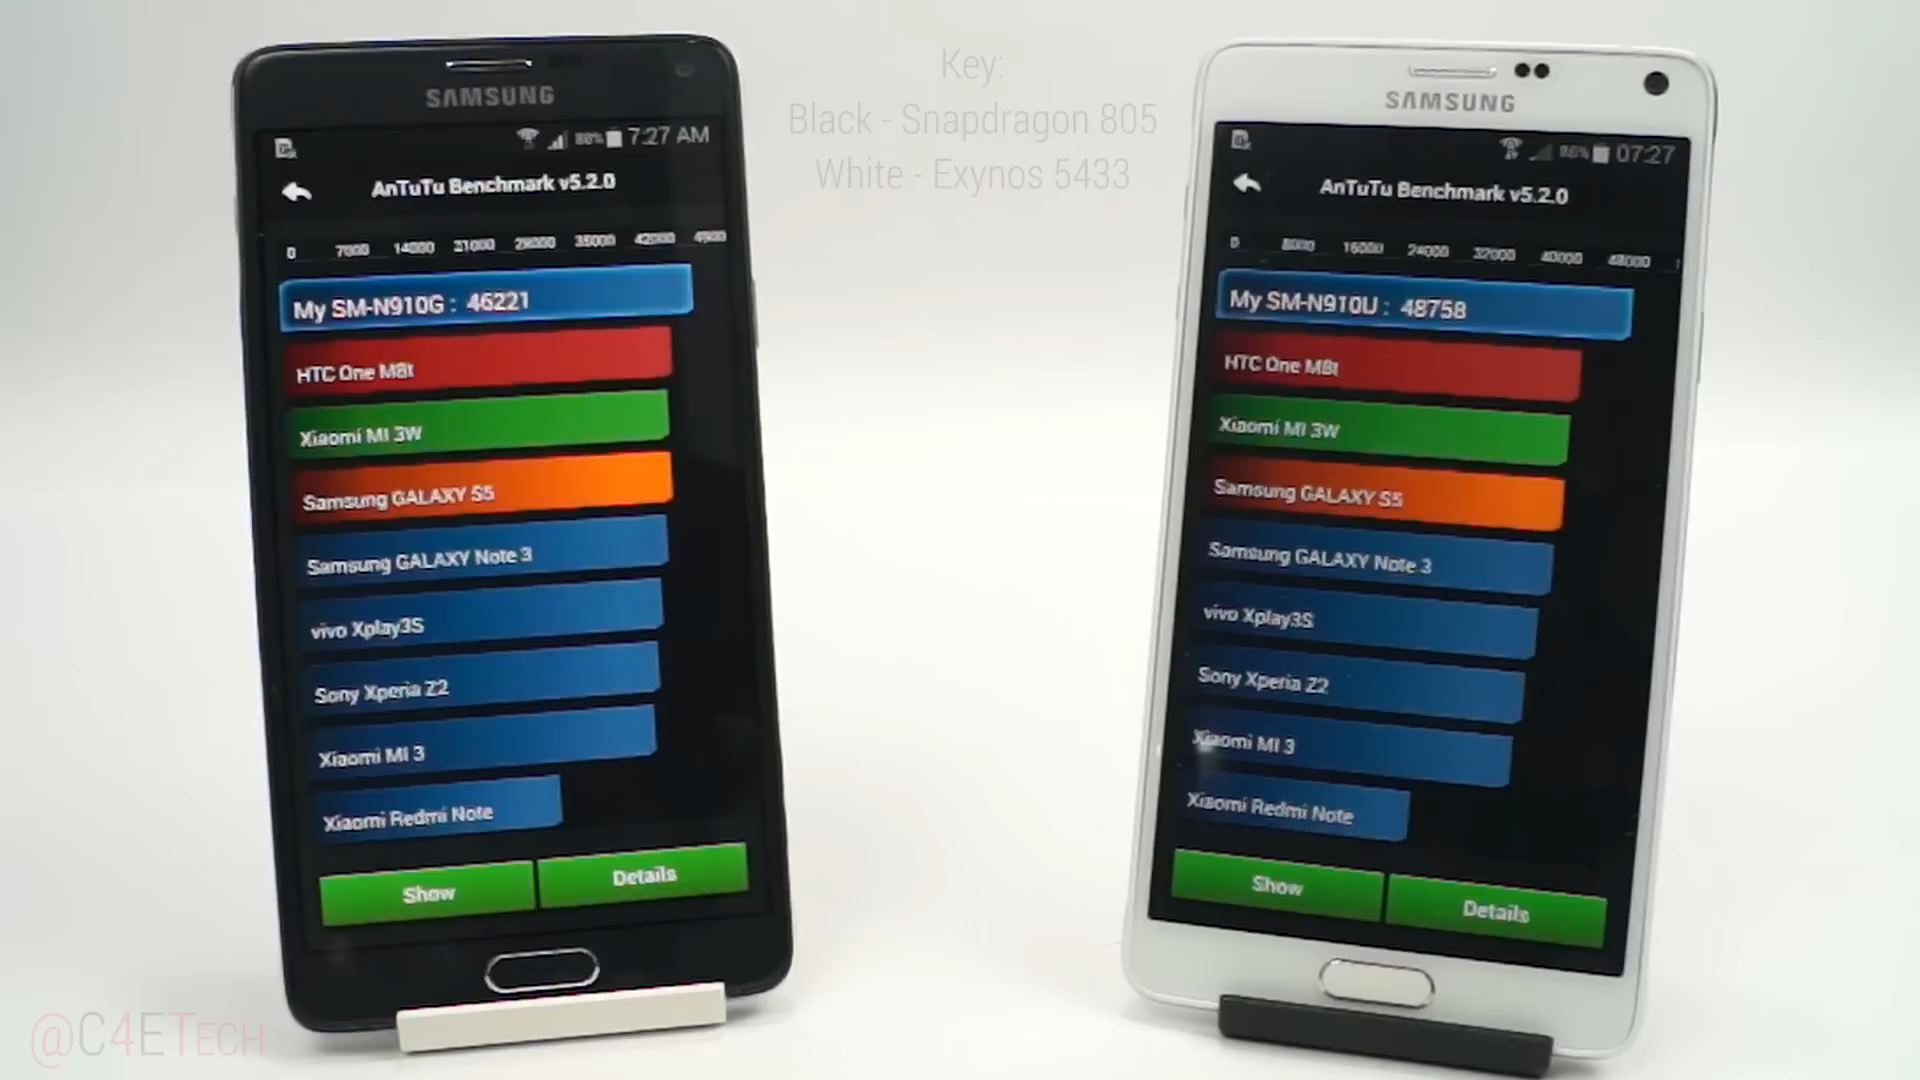 Key:
Black - Snapdragon 805
White - Exynos 5433
SAMSUNG
7:27 AM
AnTuTu Benchmark v5.2.0
0 7000 14000 21000 28000 35000 42000
My SM-N910G : 46221
HTC One M8t
Xiaomi MI 3W
Samsung GALAXY S5
Samsung GALAXY Note 3
vivo Xplay3S
Sony Xperia Z2
Xiaomi MI 3
Xiaomi Redmi Note
Show Details
SAMSUNG
86% 07:27
AnTuTu Benchmark v5.2.0
0 8000 16000 24000 32000 40000 48000
My SM-N910U : 48758
HTC One M8t
Xiaomi MI 3W
Samsung GALAXY S5
Samsung GALAXY Note 3
vivo Xplay3S
Sony Xperia Z2
Xiaomi MI 3
Xiaomi Redmi Note
Show Details
@C4ETech